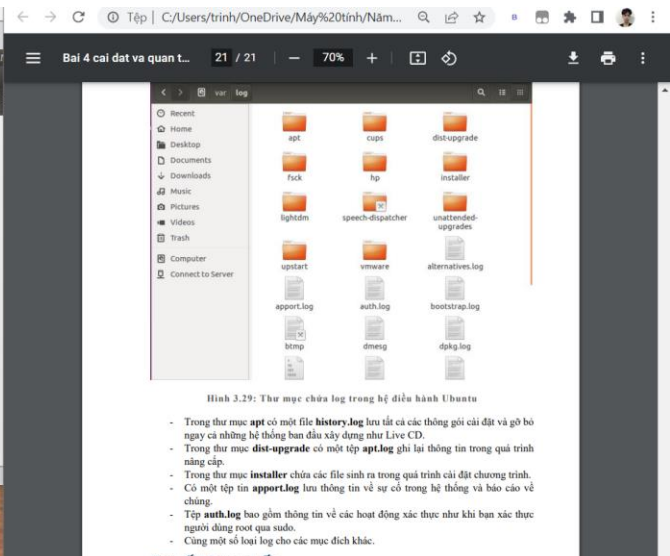 Tệp | C:/Users/trinh/OneDrive/Máy%20tính/Năm...
Bai 4 cai dat va quan t... 21 / 21 | − 70% +
var log
Recent
Home
Desktop
Documents
Downloads
Music
Pictures
Videos
Trash
Computer
Connect to Server
apt cups dist-upgrade
fsck hp installer
lightdm speech-dispatcher unattended-
upgrades
upstart vmware alternatives.log
apport.log auth.log bootstrap.log
btmp dmesg dpkg.log
Hình 3.29: Thư mục chứa log trong hệ điều hành Ubuntu
- Trong thư mục apt có một file history.log lưu tất cả các thông gói cài đặt và gỡ bỏ
ngay cả những hệ thống ban đầu xây dựng như Live CD.
- Trong thư mục dist-upgrade có một tệp apt.log ghi lại thông tin trong quá trình
nâng cấp.
- Trong thư mục installer chứa các file sinh ra trong quá trình cài đặt chương trình.
- Có một tệp tin apport.log lưu thông tin về sự cố trong hệ thống và báo cáo về
chúng.
- Tệp auth.log bao gồm thông tin về các hoạt động xác thực như khi bạn xác thực
người dùng root qua sudo.
- Cùng một số loại log cho các mục đích khác.